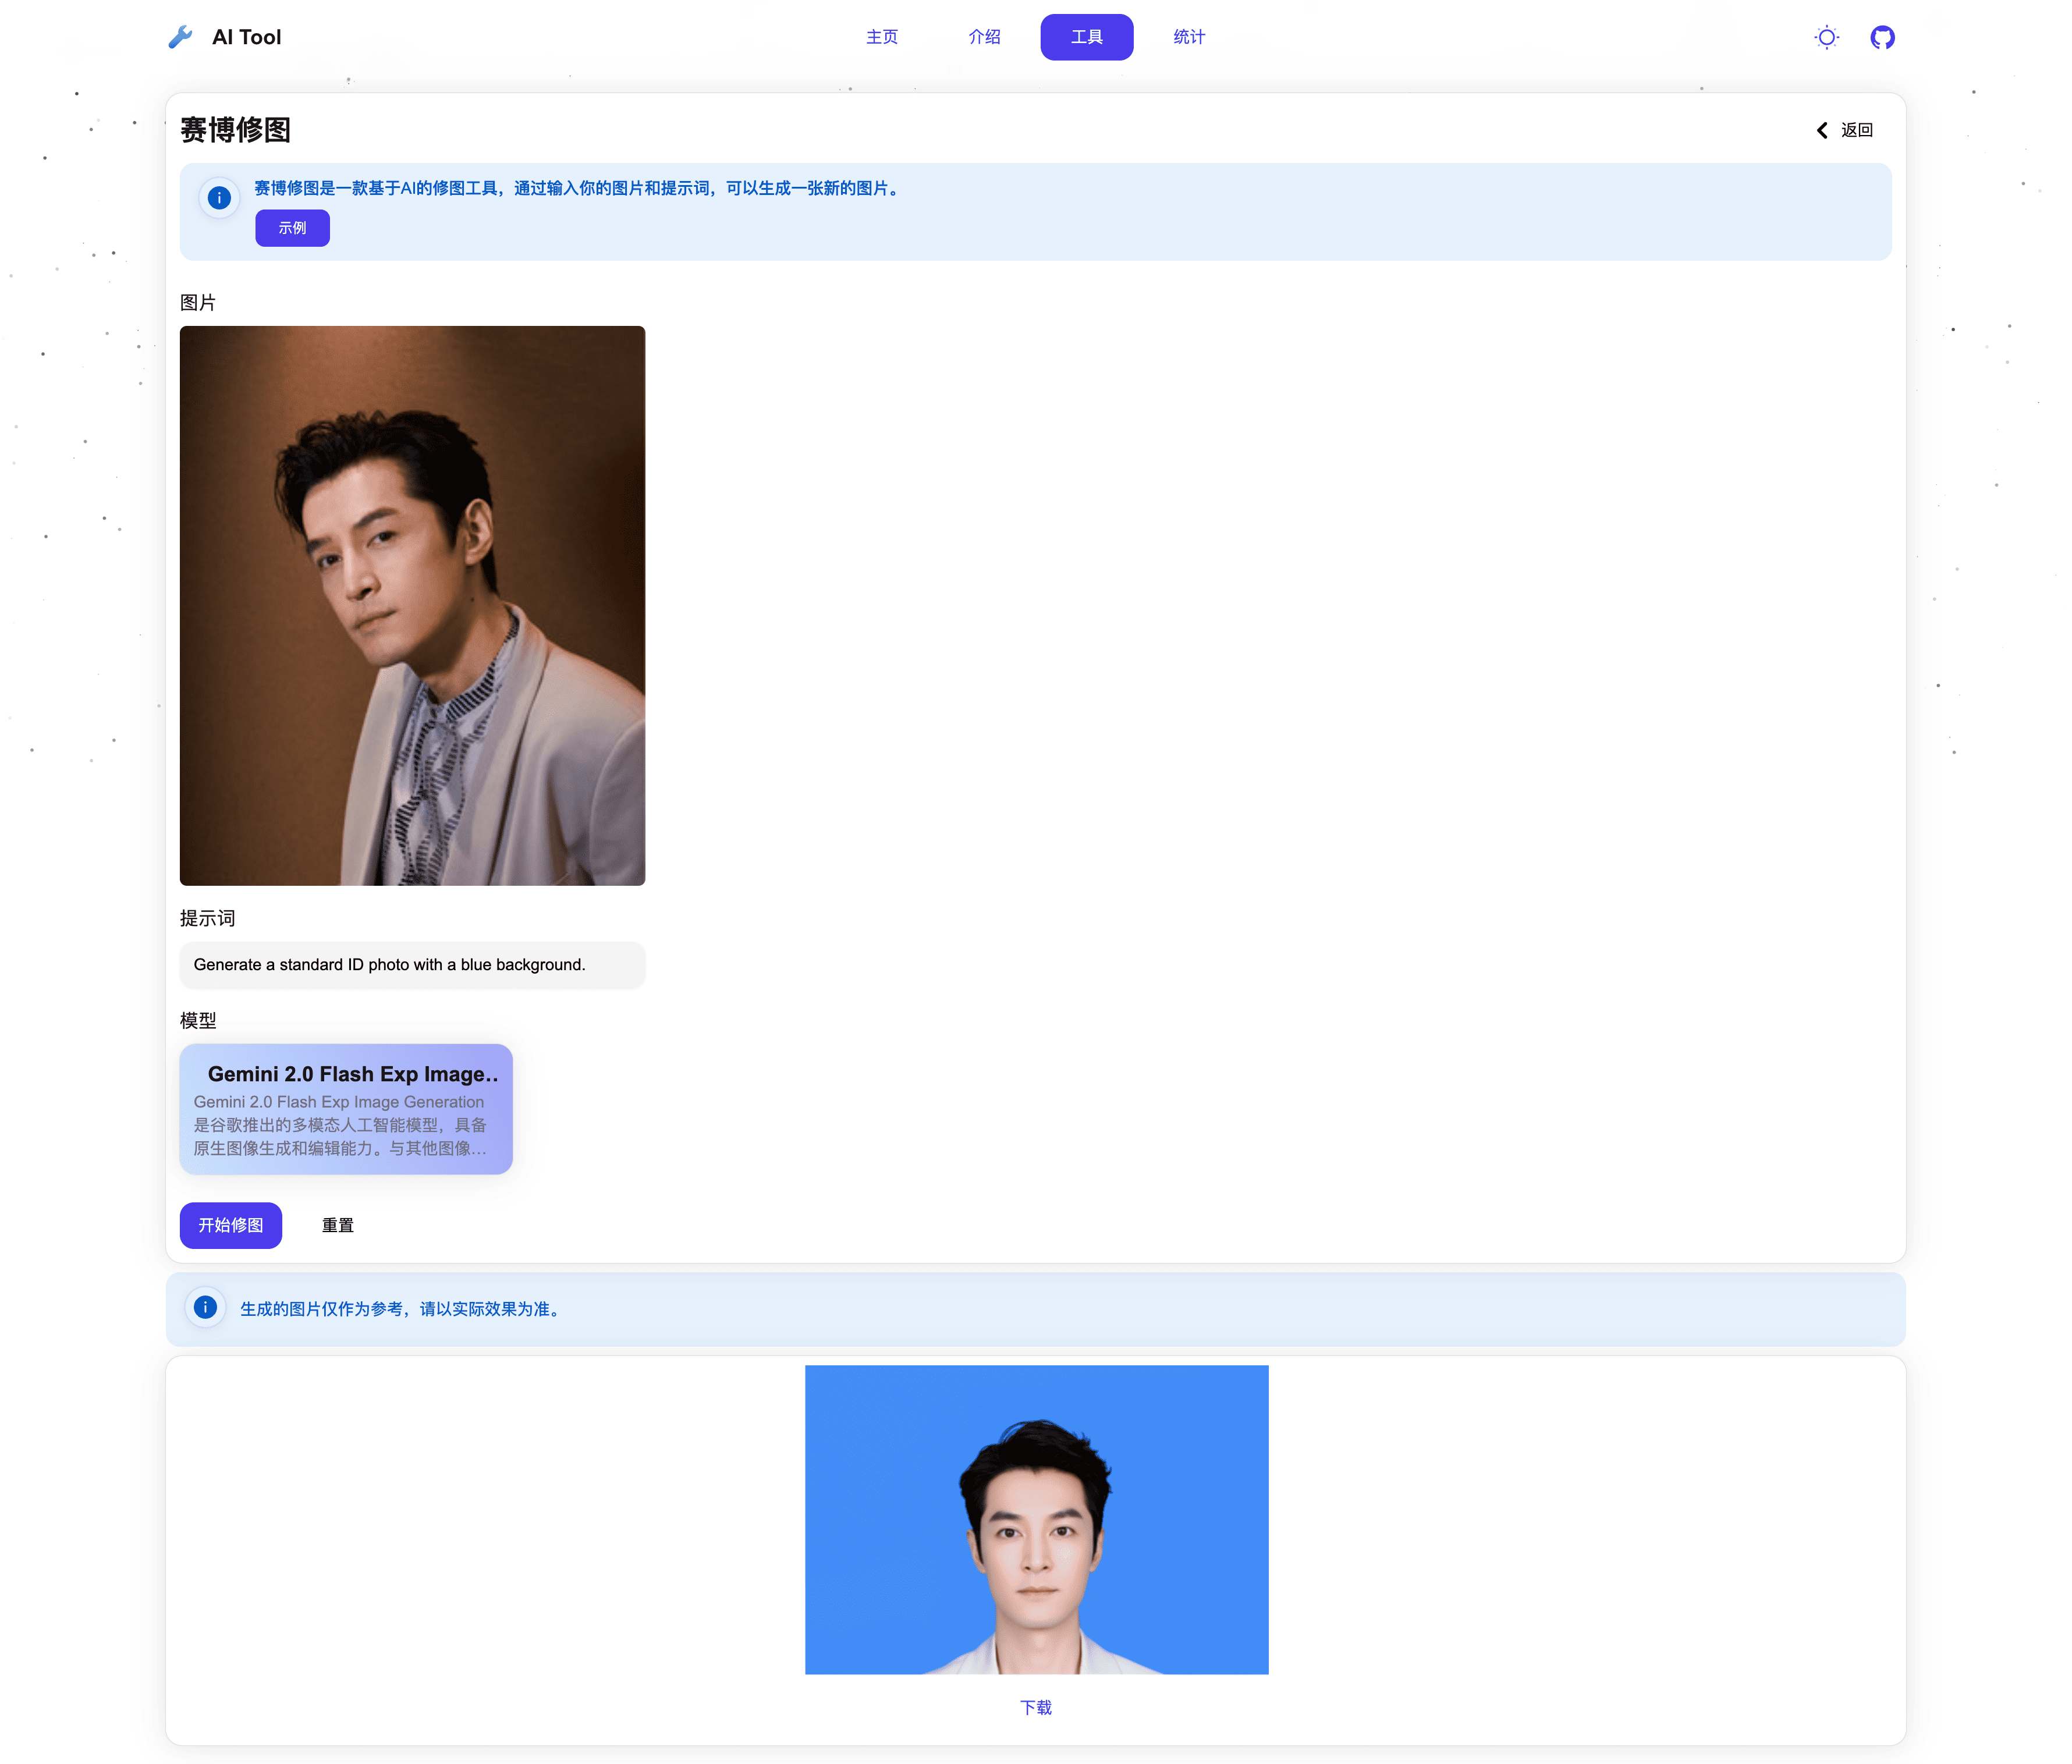 AI Tool
主页
介绍
工具
统计
赛博修图
返回
赛博修图是一款基于AI的修图工具，通过输入你的图片和提示词，可以生成一张新的图片。
示例
图片
提示词
Generate a standard ID photo with a blue background.
模型
Gemini 2.0 Flash Exp Image..
Gemini 2.0 Flash Exp Image Generation
是谷歌推出的多模态人工智能模型，具备
原生图像生成和编辑能力。与其他图像...
开始修图
重置
生成的图片仅作为参考，请以实际效果为准。
下载